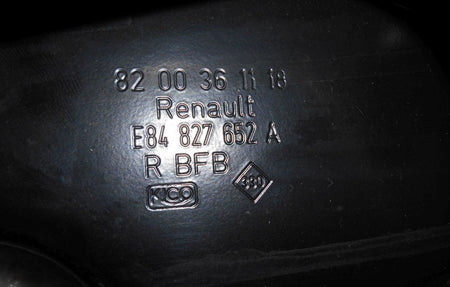 82 00 36 11 18
Renault
E84 827 652 A
R BFB
KICO